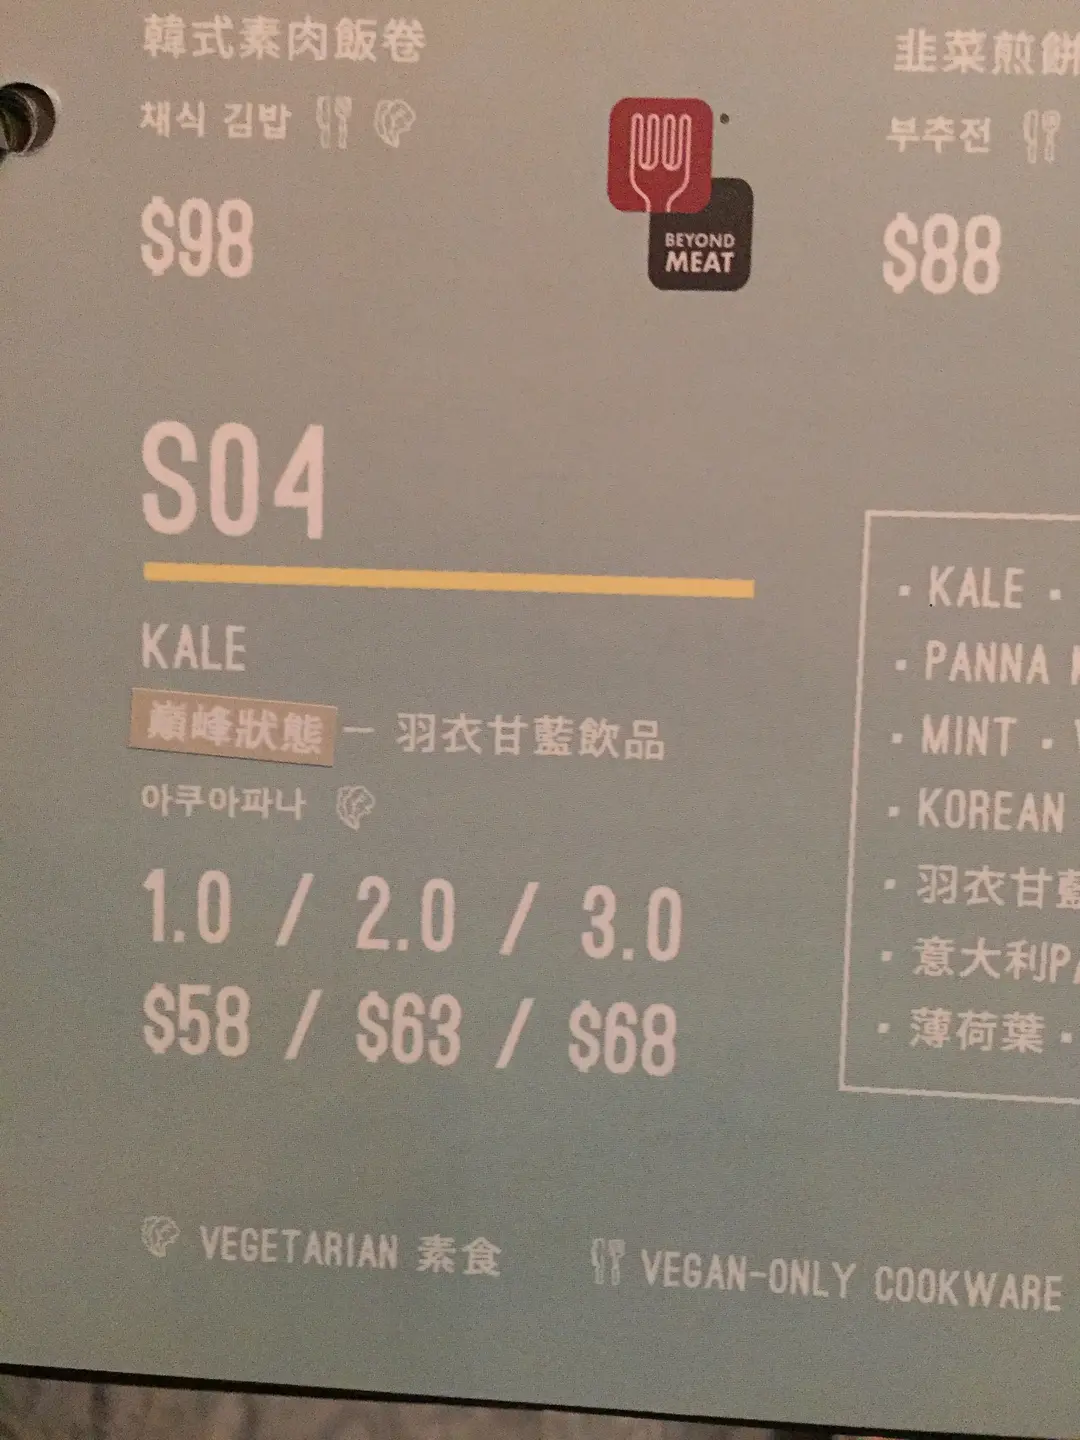 韓式素肉飯卷
채식 김밥
$98
BEYOND
MEAT
韭菜煎餅
부추전
$88
S04
KALE
巔峰狀態 – 羽衣甘藍飲品
아쿠아파나
1.0 / 2.0 / 3.0
$58 / $63 / $68
· KALE ·
· PANNA
· MINT ·
· KOREAN
· 羽衣甘藍
· 意大利PA
· 薄荷葉 ·
VEGETARIAN 素食
VEGAN-ONLY COOKWARE